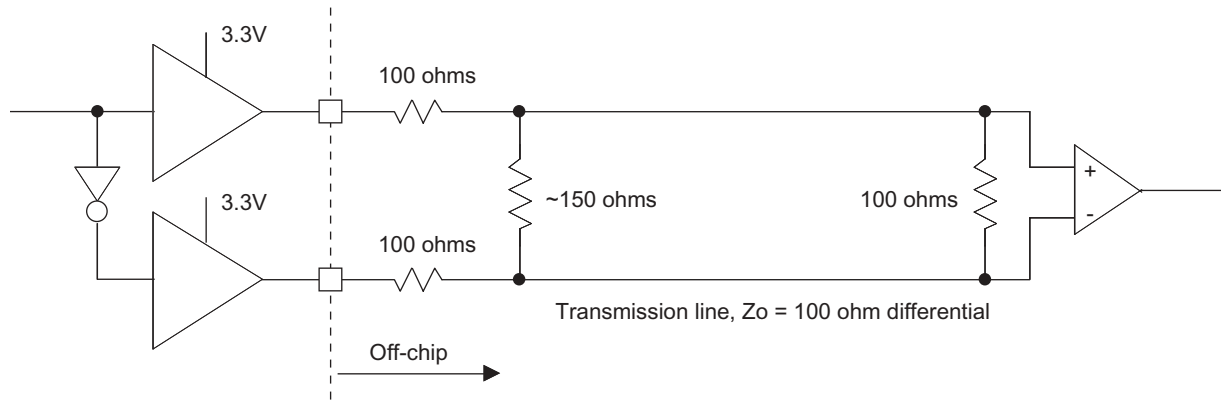 3.3V
100 ohms
+
-
~150 ohms
100 ohms
3.3V
100 ohms
Transmission line, Zo = 100 ohm differential
Off-chip